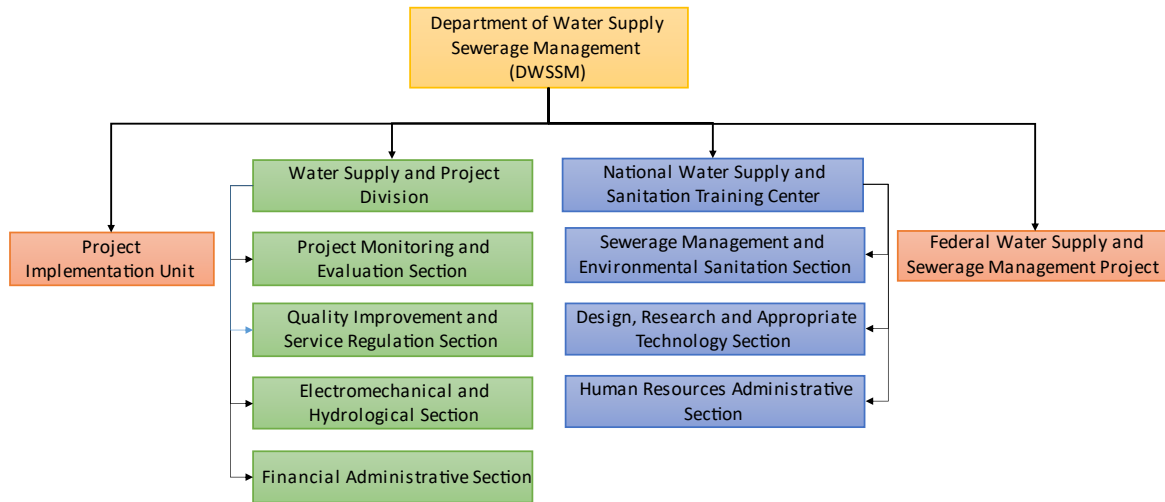 Department of Water Supply
Sewerage Management
(DWSSM)
Water Supply and Project
Division
National Water Supply and
Sanitation Training Center
Project
Implementation Unit
Project Monitoring and
Evaluation Section
Sewerage Management and
Environmental Sanitation Section
Federal Water Supply and
Sewerage Management Project
Quality Improvement and
Service Regulation Section
Design, Research and Appropriate
Technology Section
Electromechanical and
Hydrological Section
Human Resources Administrative
Section
Financial Administrative Section